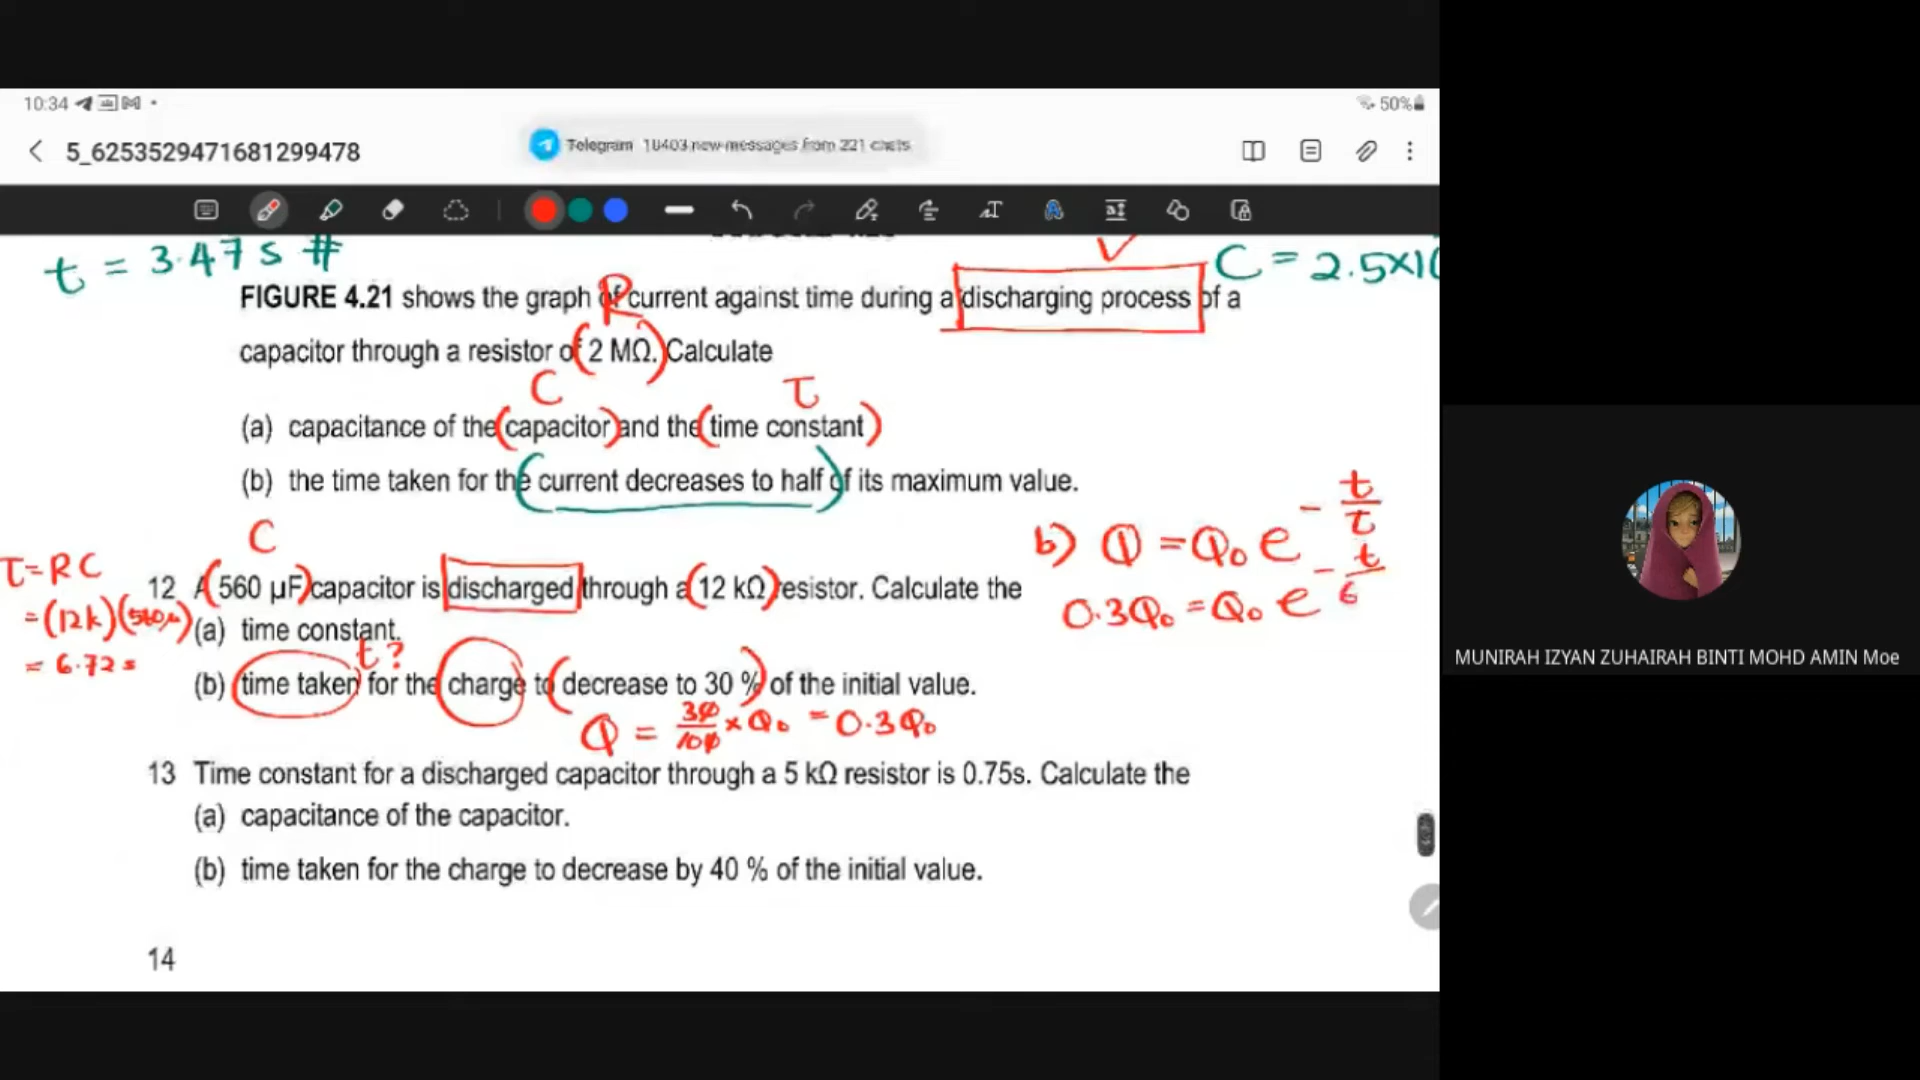 10:34
50%
5_6253529471681299478
Telegram 10403 new messages from 221 chats
t = 3.47 s #
V
C = 2.5×10
R
FIGURE 4.21 shows the graph of current against time during a discharging process of a
capacitor through a resistor of (2 MΩ.) Calculate
C τ
(a) capacitance of the (capacitor) and the (time constant)
(b) the time taken for the (current decreases to half) of its maximum value.
b) Q = Q₀ e^(-t/τ)
C
τ = RC
12 A (560 µF) capacitor is discharged through a (12 kΩ) resistor. Calculate the
0.3Q₀ = Q₀ e^(-t/6
= (12k)(560µ)
(a) time constant.
= 6.72 s
t?
(b) time taken for the charge to (decrease to 30 %) of the initial value.
Q = 30/100 × Q₀ = 0.3Q₀
13 Time constant for a discharged capacitor through a 5 kΩ resistor is 0.75s. Calculate the
(a) capacitance of the capacitor.
(b) time taken for the charge to decrease by 40 % of the initial value.
14
MUNIRAH IZYAN ZUHAIRAH BINTI MOHD AMIN Moe